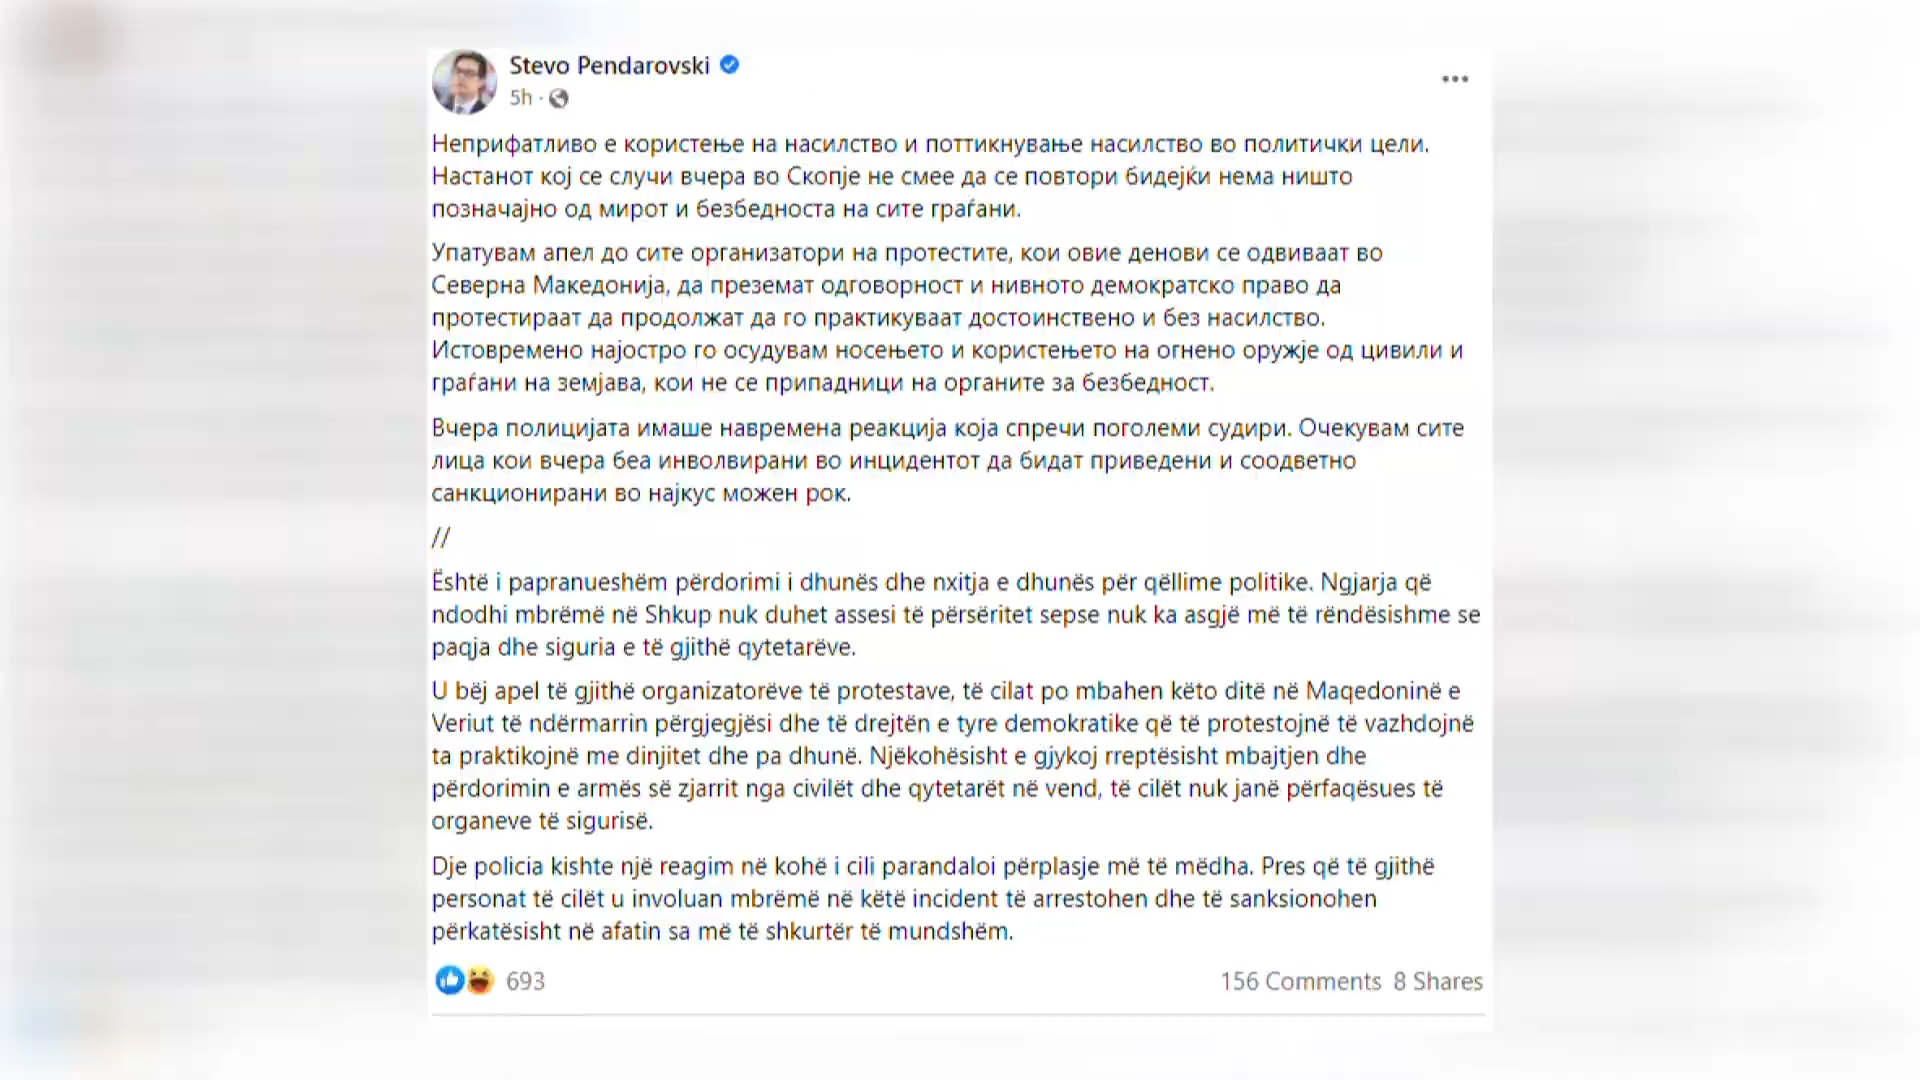 Stevo Pendarovski
5h ·
Неприфатливо е користење на насилство и поттикнување насилство во политички цели.
Настанот кој се случи вчера во Скопје не смее да се повтори бидејќи нема ништо
позначајно од мирот и безбедноста на сите граѓани.
Упатувам апел до сите организатори на протестите, кои овие денови се одвиваат во
Северна Македонија, да преземат одговорност и нивното демократско право да
протестираат да продолжат да го практикуваат достоинствено и без насилство.
Истовремено најостро го осудувам носењето и користењето на огнено оружје од цивили и
граѓани на земјава, кои не се припадници на органите за безбедност.
Вчера полицијата имаше навремена реакција која спречи поголеми судири. Очекувам сите
лица кои вчера беа инволвирани во инцидентот да бидат приведени и соодветно
санкционирани во најкус можен рок.
//
Është i papranueshëm përdorimi i dhunës dhe nxitja e dhunës për qëllime politike. Ngjarja që
ndodhi mbrëmë në Shkup nuk duhet assesi të përsëritet sepse nuk ka asgjë më të rëndësishme se
paqja dhe siguria e të gjithë qytetarëve.
U bëj apel të gjithë organizatorëve të protestave, të cilat po mbahen këto ditë në Maqedoninë e
Veriut të ndërmarrin përgjegjësi dhe të drejtën e tyre demokratike që të protestojnë të vazhdojnë
ta praktikojnë me dinjitet dhe pa dhunë. Njëkohësisht e gjykoj rreptësisht mbajtjen dhe
përdorimin e armës së zjarrit nga civilët dhe qytetarët në vend, të cilët nuk janë përfaqësues të
organeve të sigurisë.
Dje policia kishte një reagim në kohë i cili parandaloi përplasje më të mëdha. Pres që të gjithë
personat të cilët u involuan mbrëmë në këtë incident të arrestohen dhe të sanksionohen
përkatësisht në afatin sa më të shkurtër të mundshëm.
693 156 Comments 8 Shares